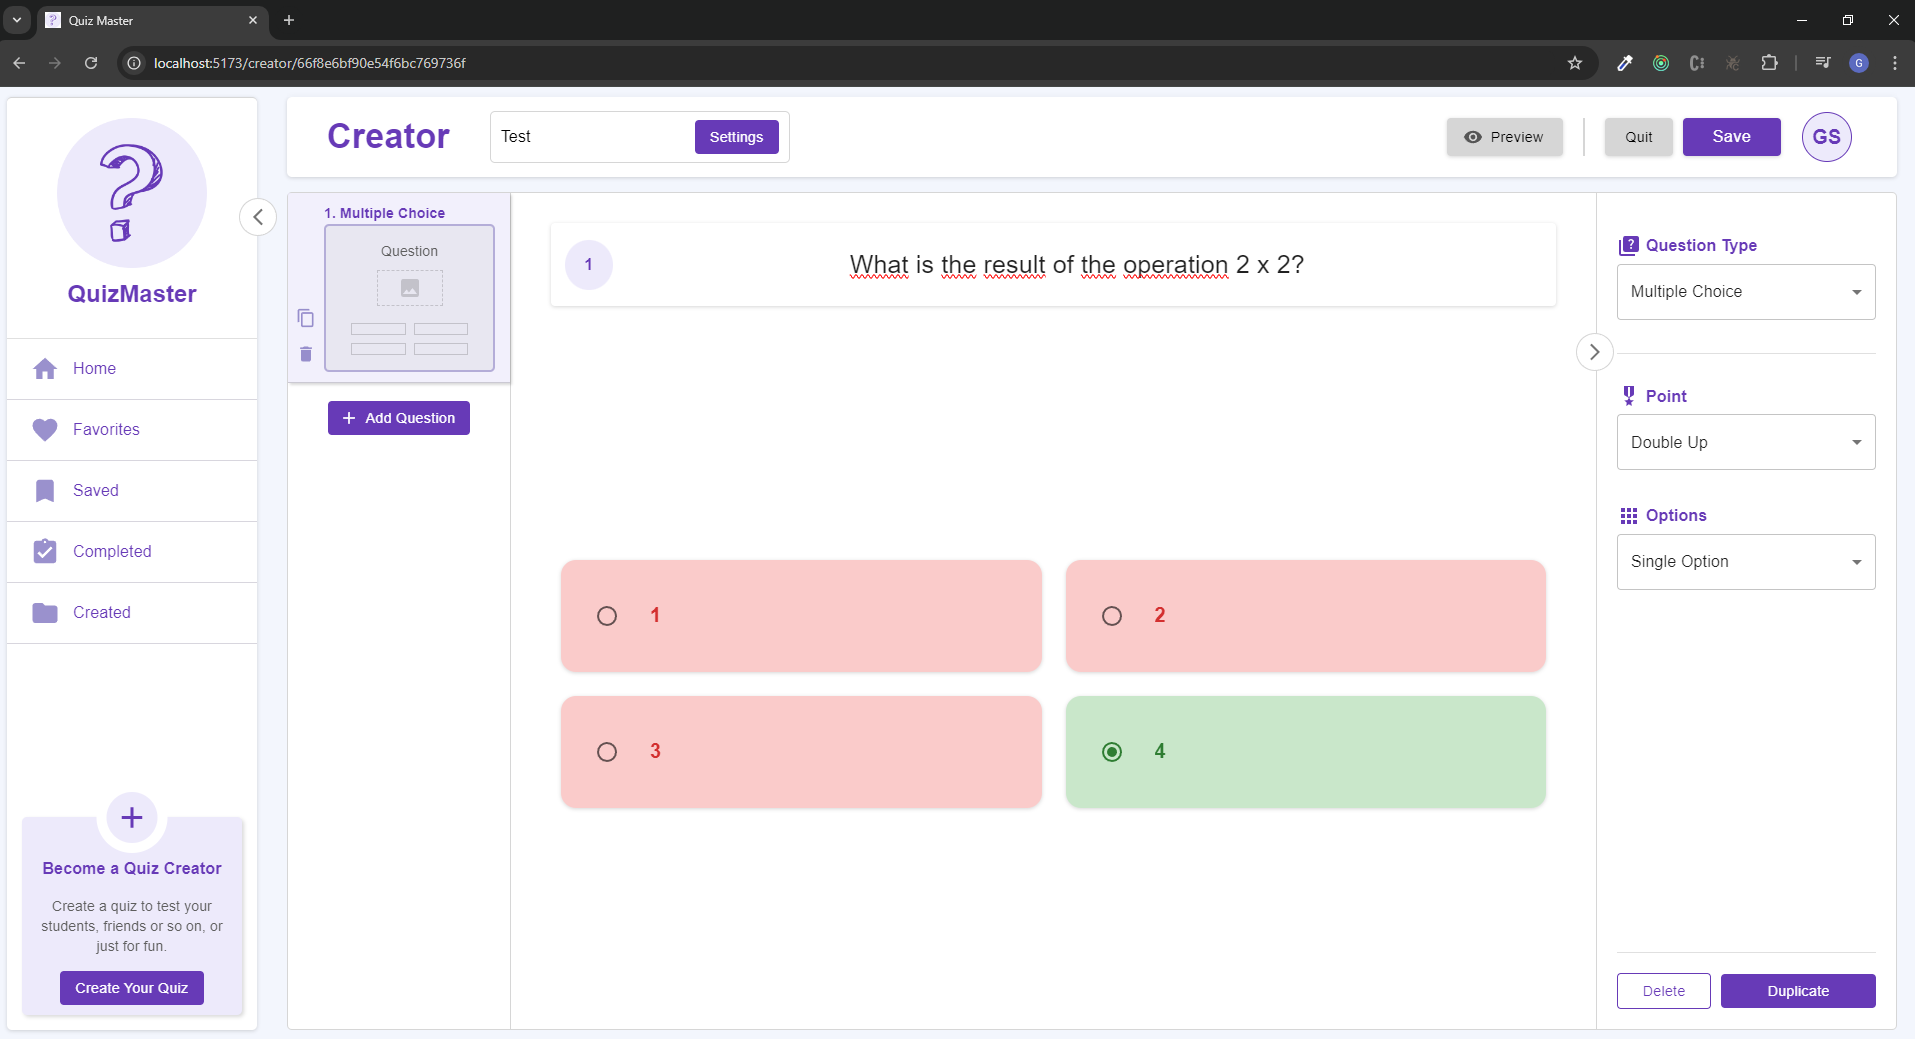 Quiz Master
localhost:5173/creator/66f8e6bf90e54f6bc769736f
G
QuizMaster
Home
Favorites
Saved
Completed
Created
Become a Quiz Creator
Create a quiz to test your
students, friends or so on, or
just for fun.
Create Your Quiz
Creator
Test
Settings
Preview
Quit
Save
GS
1. Multiple Choice
Question
Add Question
1
What is the result of the operation 2 x 2?
1
2
3
4
Question Type
Multiple Choice
Point
Double Up
Options
Single Option
Delete
Duplicate